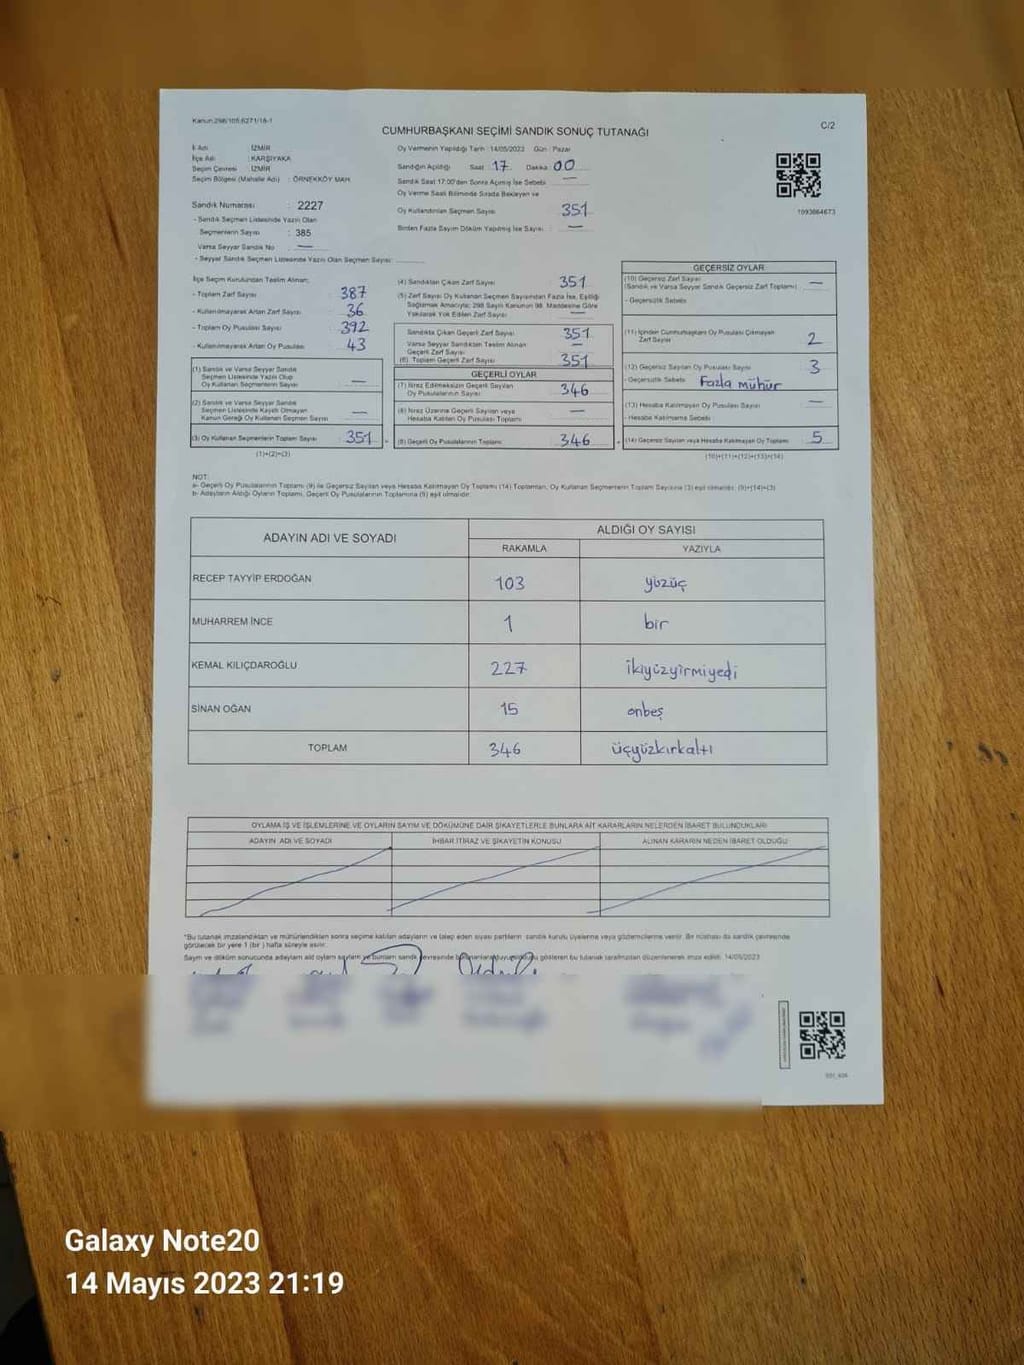 Kanun:298/105;6271/16-1
C/2
CUMHURBAŞKANI SEÇİMİ SANDIK SONUÇ TUTANAĞI
İl Adı : İZMİR
İlçe Adı : KARŞIYAKA
Seçim Çevresi : İZMİR
Seçim Bölgesi (Mahalle Adı) : ÖRNEKKÖY MAH.
Sandık Numarası : 2227
- Sandık Seçmen Listesinde Yazılı Olan
Seçmenlerin Sayısı : 385
Varsa Seyyar Sandık No : —
- Seyyar Sandık Seçmen Listesinde Yazılı Olan Seçmen Sayısı:
Oy Vermenin Yapıldığı Tarih : 14/05/2023 Gün : Pazar
Sandığın Açıldığı Saat 17 Dakika 00
Sandık Saat 17:00'den Sonra Açılmış İse Sebebi —
Oy Verme Saati Bitiminde Sırada Bekleyen ve
Oy Kullandırılan Seçmen Sayısı 351
Birden Fazla Sayım Döküm Yapılmış İse Sayısı : —
1093864673
İlçe Seçim Kurulundan Teslim Alınan;
- Toplam Zarf Sayısı 387
- Kullanılmayarak Artan Zarf Sayısı 36
- Toplam Oy Pusulası Sayısı 392
- Kullanılmayarak Artan Oy Pusulası 43
(1) Sandık ve Varsa Seyyar Sandık
Seçmen Listesinde Yazılı Olup
Oy Kullanan Seçmenlerin Sayısı —
(2) Sandık ve Varsa Seyyar Sandık
Seçmen Listesinde Kayıtlı Olmayan
Kanun Gereği Oy Kullanan Seçmen Sayısı —
(3) Oy Kullanan Seçmenlerin Toplam Sayısı 351
(1)+(2)=(3)
(4) Sandıktan Çıkan Zarf Sayısı 351
(5) Zarf Sayısı Oy Kullanan Seçmen Sayısından Fazla İse, Eşitliği
Sağlamak Amacıyla; 298 Sayılı Kanunun 98. Maddesine Göre
Yakılarak Yok Edilen Zarf Sayısı —
Sandıkta Çıkan Geçerli Zarf Sayısı 351
Varsa Seyyar Sandıktan Teslim Alınan
Geçerli Zarf Sayısı —
(6) Toplam Geçerli Zarf Sayısı 351
GEÇERLİ OYLAR
(7) İtiraz Edilmeksizin Geçerli Sayılan
Oy Pusulası Sayısı 346
(8) İtiraz Üzerine Geçerli Sayılan veya
Hesaba Katılan Oy Pusulası Toplamı —
(9) Geçerli Oy Pusulalarının Toplamı 346
GEÇERSİZ OYLAR
(10) Geçersiz Zarf Sayısı
(Sandık ve Varsa Seyyar Sandık Geçersiz Zarf Toplamı) —
- Geçersizlik Sebebi
(11) İçinden Cumhurbaşkanı Oy Pusulası Çıkmayan
Zarf Sayısı 2
(12) Geçersiz Sayılan Oy Pusulası Sayısı 3
- Geçersizlik Sebebi Fazla mühür
(13) Hesaba Katılmayan Oy Pusulası Sayısı —
- Hesaba Katılmama Sebebi
(14) Geçersiz Sayılan veya Hesaba Katılmayan Oy Toplamı 5
(10)+(11)+(12)+(13)=(14)
NOT:
a- Geçerli Oy Pusulalarının Toplamı (9) ile Geçersiz Sayılan veya Hesaba Katılmayan Oy Toplamı (14) Toplamları, Oy Kullanan Seçmenlerin Toplam Sayısına (3) eşit olmalıdır. (9)+(14)=(3)
b- Adayların Aldığı Oyların Toplamı, Geçerli Oy Pusulalarının Toplamına (9) eşit olmalıdır.
ADAYIN ADI VE SOYADI ALDIĞI OY SAYISI
RAKAMLA YAZIYLA
RECEP TAYYİP ERDOĞAN 103 yüzüç
MUHARREM İNCE 1 bir
KEMAL KILIÇDAROĞLU 227 ikiyüzyirmiyedi
SİNAN OĞAN 15 onbeş
TOPLAM 346 üçyüzkırkaltı
OYLAMA İŞ VE İŞLEMLERİNE VE OYLARIN SAYIM VE DÖKÜMÜNE DAİR ŞİKAYETLERLE BUNLARA AİT KARARLARIN NELERDEN İBARET BULUNDUKLARI
ADAYIN ADI VE SOYADI İHBAR İTİRAZ VE ŞİKAYETİN KONUSU ALINAN KARARIN NEDEN İBARET OLDUĞU
*Bu tutanak imzalandıktan ve mühürlendikten sonra seçime katılan adayların ve talep eden siyasi partilerin sandık kurulu üyelerine veya gözlemcilerine verilir. Bir nüshası da sandık çevresinde
görülecek bir yere 1 (bir) hafta süreyle asılır.
Sayım ve döküm sonucunda adayların aldığı oyların sayısını ve bunların sandık çevresinde gösteren bu tutanak tarafımızdan düzenlenerek imza edildi. 14/05/2023
Galaxy Note20
14 Mayıs 2023 21:19